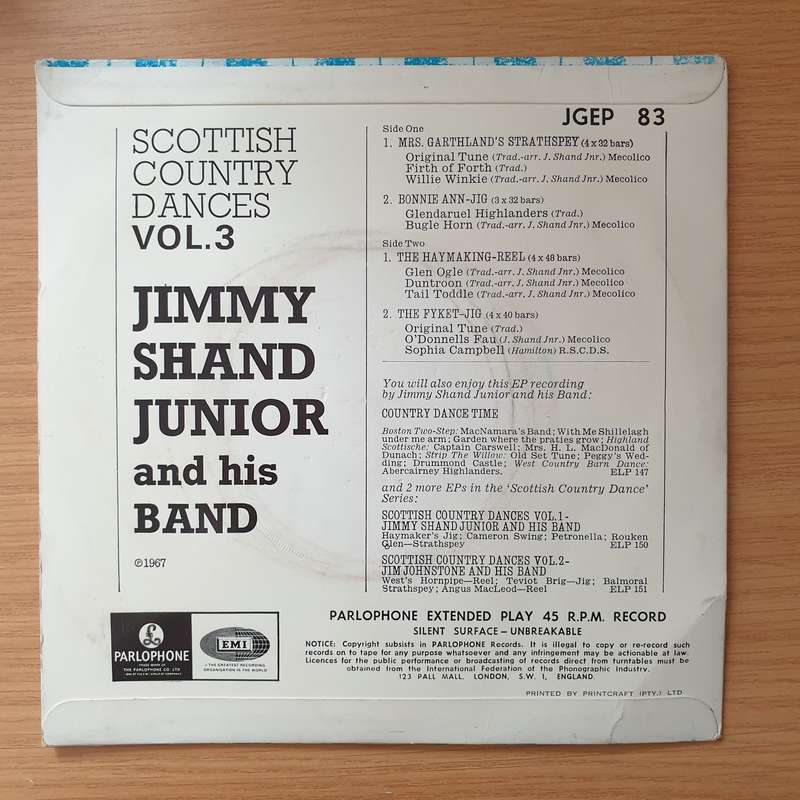 JGEP 83
SCOTTISH
COUNTRY
DANCES
VOL.3
JIMMY
SHAND
JUNIOR
and his
BAND
℗1967
Side One
1. MRS. GARTHLAND'S STRATHSPEY (4 x 32 bars)
Original Tune (Trad.-arr. J. Shand Jnr.) Mecolico
Firth of Forth (Trad.)
Willie Winkie (Trad.-arr. J. Shand Jnr.) Mecolico
2. BONNIE ANN-JIG (3 x 32 bars)
Glendaruel Highlanders (Trad.)
Bugle Horn (Trad.-arr. J. Shand Jnr.) Mecolico
Side Two
1. THE HAYMAKING-REEL (4 x 48 bars)
Glen Ogle (Trad.-arr. J. Shand Jnr.) Mecolico
Duntroon (Trad.-arr. J. Shand Jnr.) Mecolico
Tail Toddle (Trad.-arr. J. Shand Jnr.) Mecolico
2. THE FYKET-JIG (4 x 40 bars)
Original Tune (Trad.)
O'Donnells Fau (J. Shand Jnr.) Mecolico
Sophia Campbell (Hamilton) R.S.C.D.S.
You will also enjoy this EP recording
by Jimmy Shand Junior and his Band:
COUNTRY DANCE TIME
Boston Two-Step: MacNamara's Band; With Me Shillelagh
under me arm; Garden where the praties grow; Highland
Scottische: Captain Carswell; Mrs. H. L. MacDonald of
Dunach; Strip The Willow: Old Set Tune; Peggy's Wed-
ding; Drummond Castle; West Country Barn Dance:
Abercairney Highlanders. ELP 147
and 2 more EPs in the 'Scottish Country Dance'
Series:
SCOTTISH COUNTRY DANCES VOL.1-
JIMMY SHAND JUNIOR AND HIS BAND
Haymaker's Jig; Cameron Swing; Petronella; Rouken
Glen—Strathspey ELP 150
SCOTTISH COUNTRY DANCES VOL.2-
JIM JOHNSTONE AND HIS BAND
West's Hornpipe—Reel; Teviot Brig—Jig; Balmoral
Strathspey; Angus MacLeod—Reel ELP 151
£
PARLOPHONE
TRADE MARK OF
THE PARLOPHONE CO. LTD
EMI
THE GREATEST RECORDING
ORGANISATION IN THE WORLD
PARLOPHONE EXTENDED PLAY 45 R.P.M. RECORD
SILENT SURFACE – UNBREAKABLE
NOTICE: Copyright subsists in PARLOPHONE Records. It is illegal to copy or re-record such
records on to tape for any purpose whatsoever and any infringement may be actionable at law.
Licences for the public performance or broadcasting of records direct from turntables must be
obtained from the International Federation of the Phonographic Industry.
123 PALL MALL, LONDON, S.W. 1, ENGLAND
PRINTED BY PRINTCRAFT (PTY.) LTD